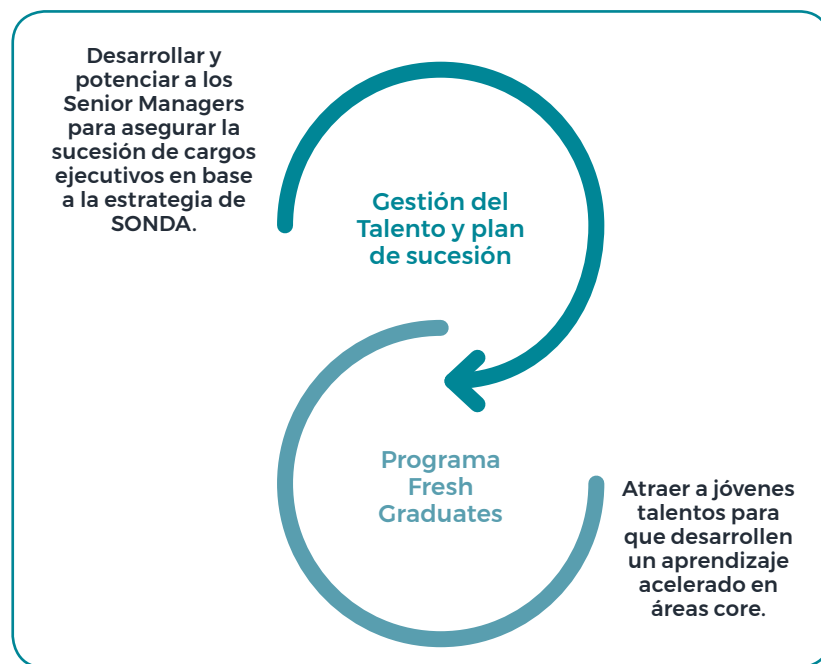 Desarrollar y
potenciar a los
Senior Managers
para asegurar la
sucesión de cargos
ejecutivos en base
a la estrategia de
SONDA.
Gestión del
Talento y plan
de sucesión
Programa
Fresh
Graduates
Atraer a jóvenes
talentos para
que desarrollen
un aprendizaje
acelerado en
áreas core.